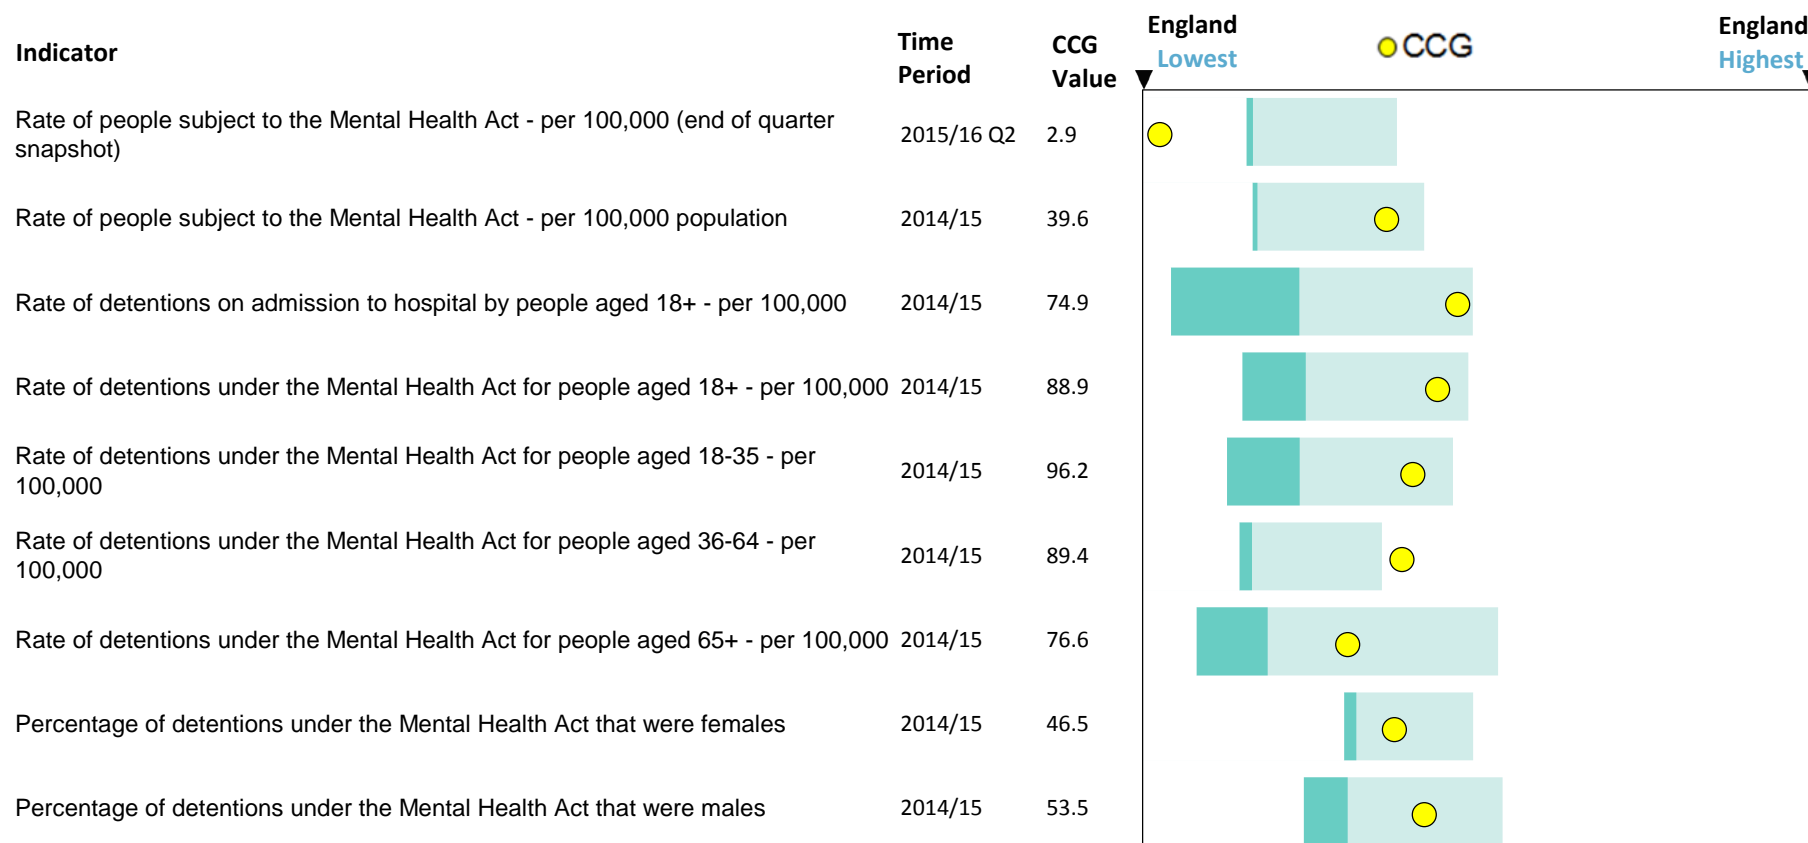 Indicator
Time
Period
CCG
Value
England
Lowest
CCG
England
Highest
Rate of people subject to the Mental Health Act - per 100,000 (end of quarter
snapshot)
2015/16 Q2
2.9
Rate of people subject to the Mental Health Act - per 100,000 population
2014/15
39.6
Rate of detentions on admission to hospital by people aged 18+ - per 100,000
2014/15
74.9
Rate of detentions under the Mental Health Act for people aged 18+ - per 100,000
2014/15
88.9
Rate of detentions under the Mental Health Act for people aged 18-35 - per
100,000
2014/15
96.2
Rate of detentions under the Mental Health Act for people aged 36-64 - per
100,000
2014/15
89.4
Rate of detentions under the Mental Health Act for people aged 65+ - per 100,000
2014/15
76.6
Percentage of detentions under the Mental Health Act that were females
2014/15
46.5
Percentage of detentions under the Mental Health Act that were males
2014/15
53.5